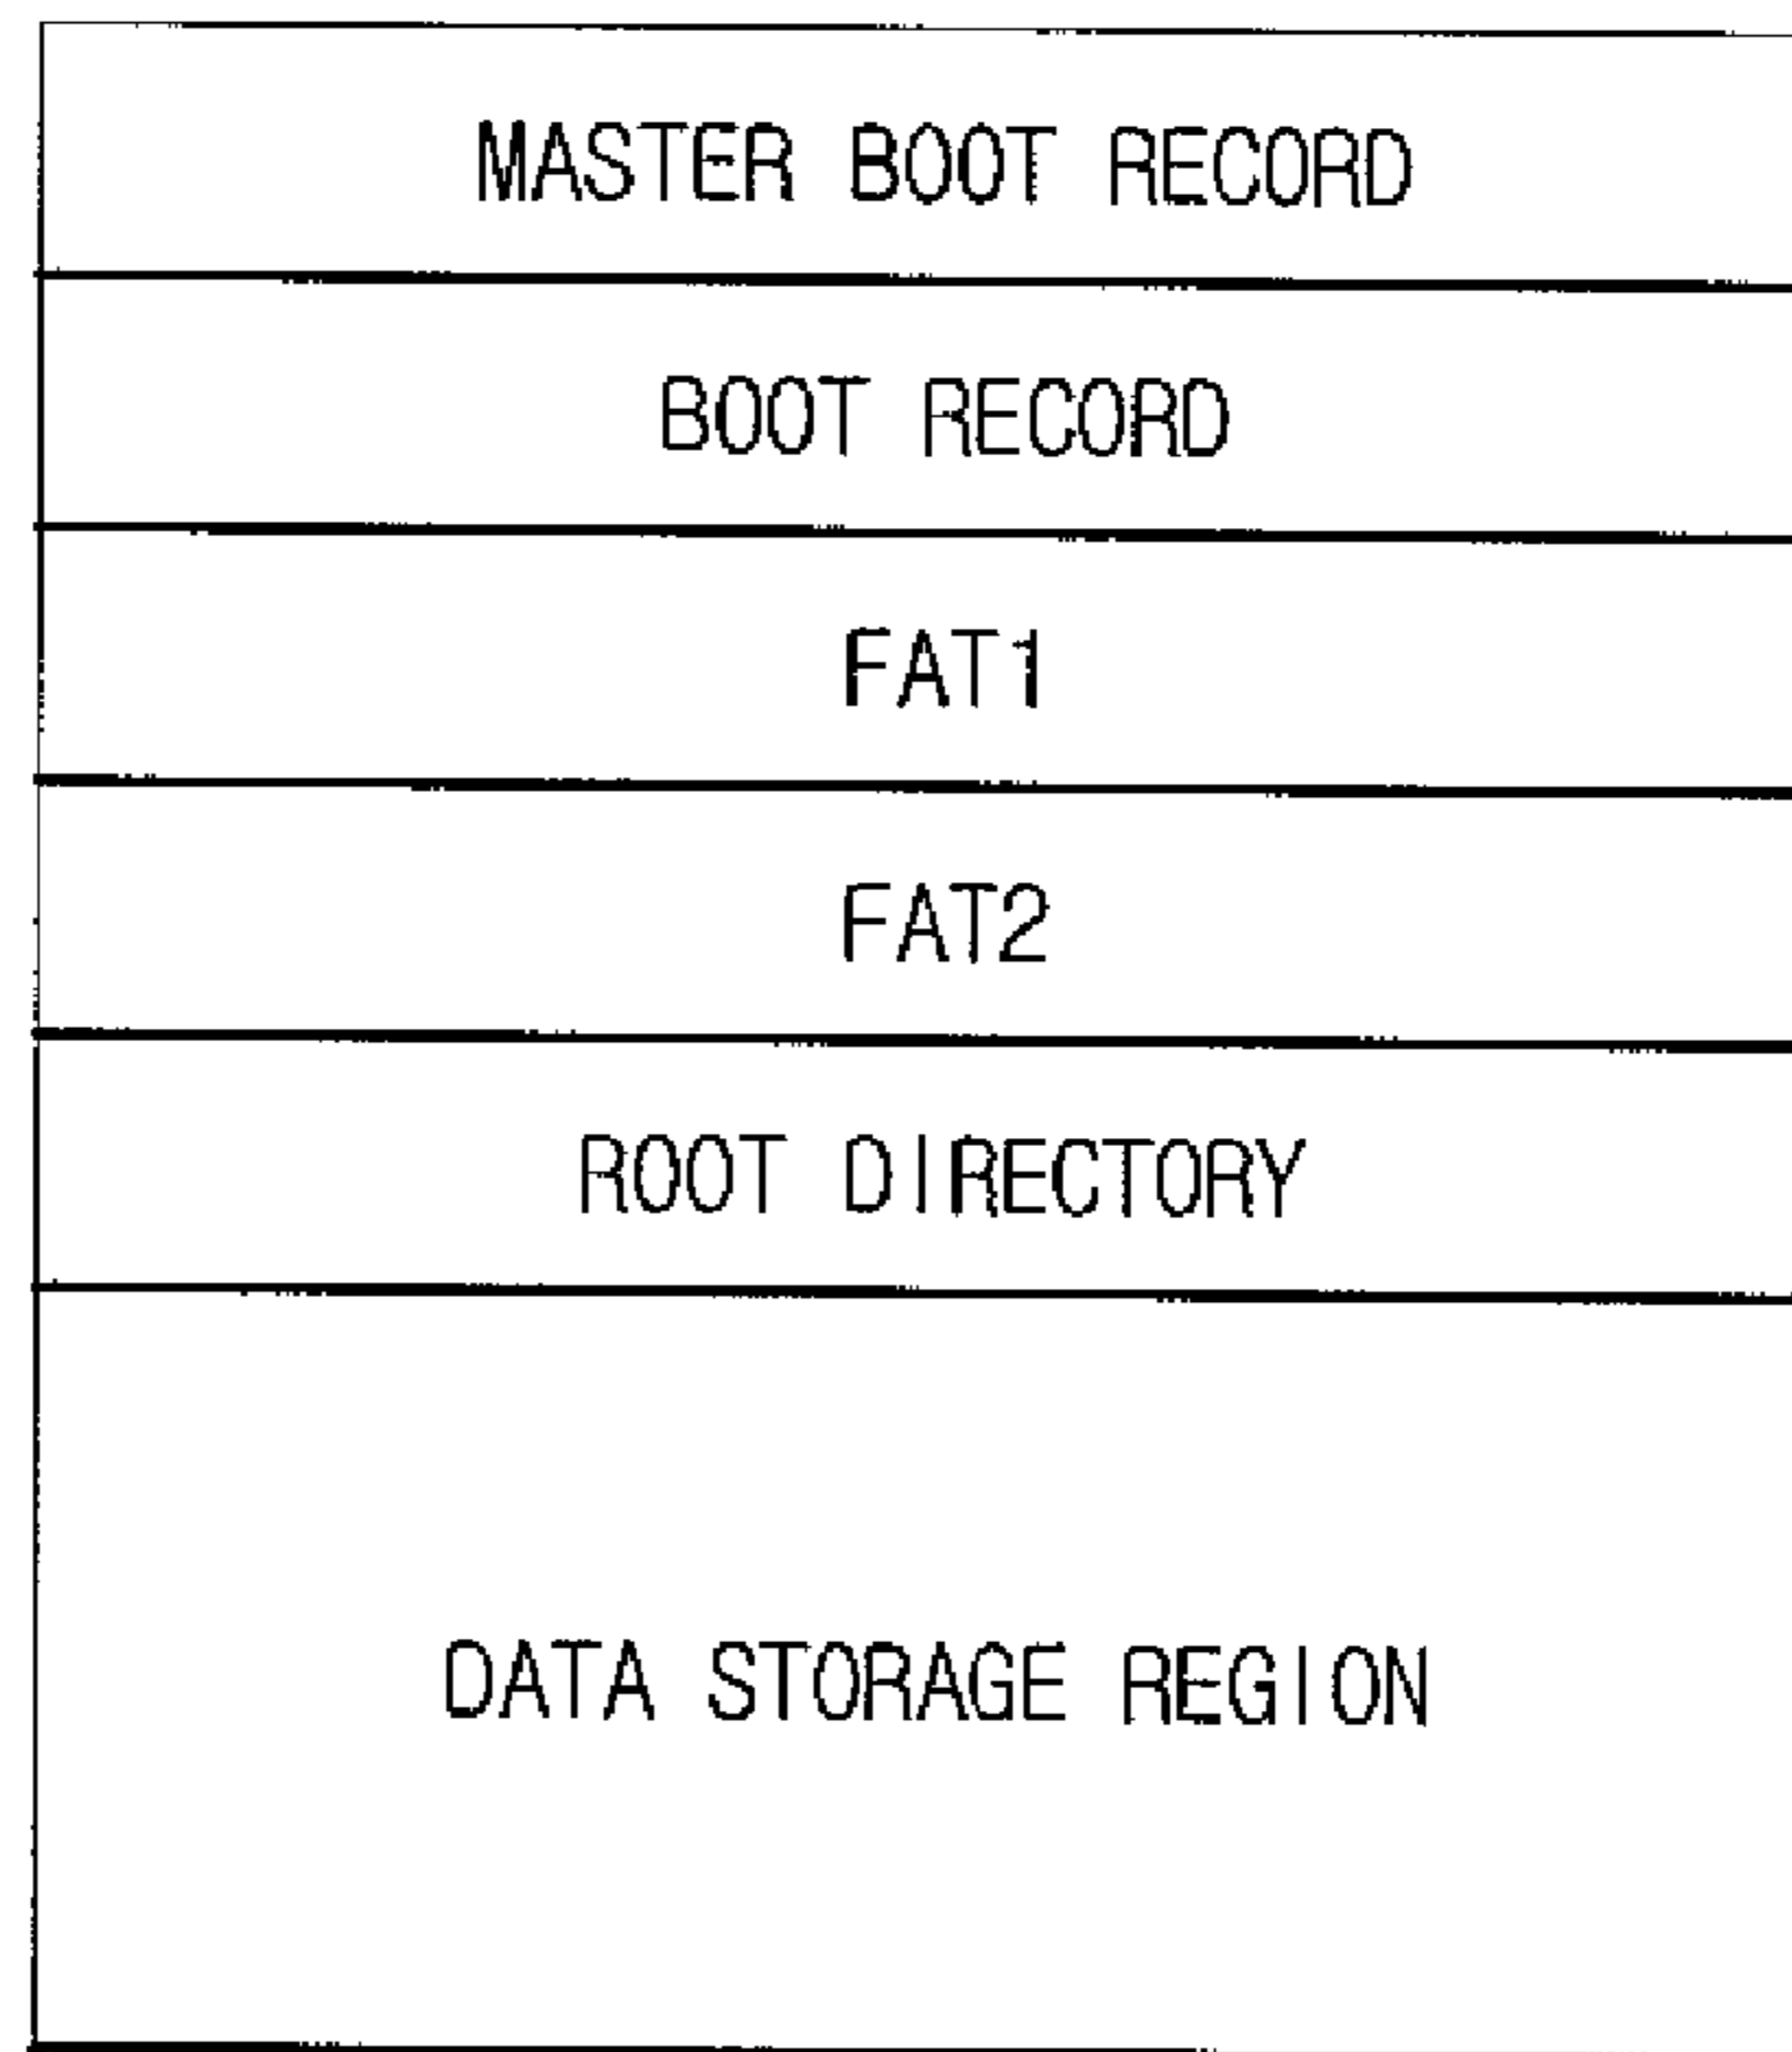 MASTER BOOT RECORD
BOOT RECORD
FAT1
FAT2
ROOT DIRECTORY
DATA STORAGE REGION